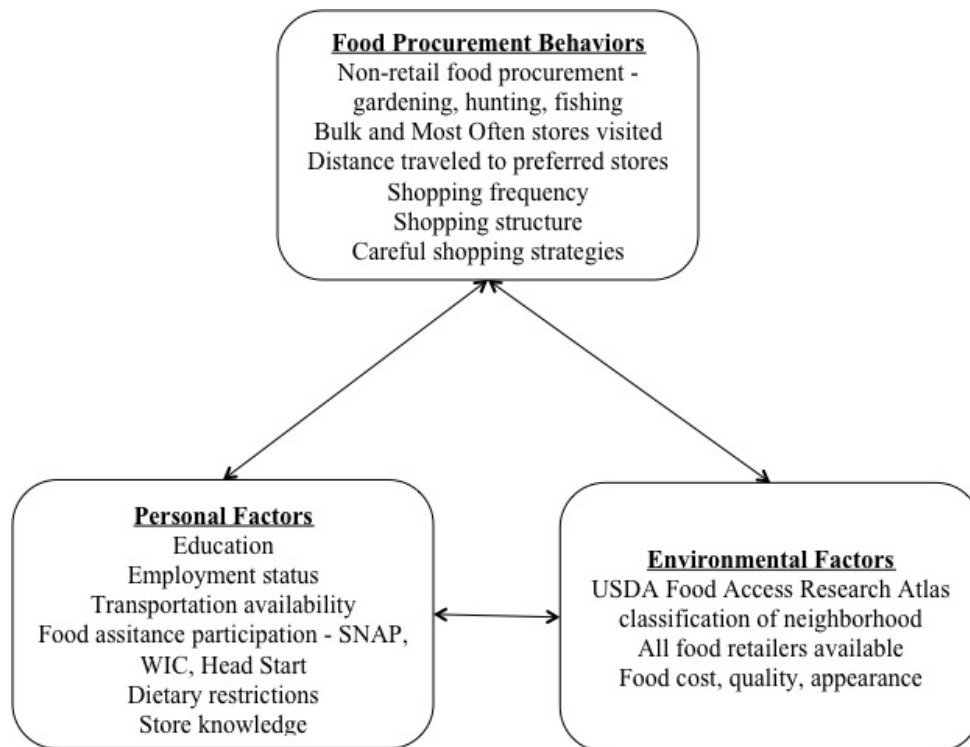 Food Procurement Behaviors
Non-retail food procurement -
gardening, hunting, fishing
Bulk and Most Often stores visited
Distance traveled to preferred stores
Shopping frequency
Shopping structure
Careful shopping strategies
Personal Factors
Education
Employment status
Transportation availability
Food assitance participation - SNAP,
WIC, Head Start
Dietary restrictions
Store knowledge
Environmental Factors
USDA Food Access Research Atlas
classification of neighborhood
All food retailers available
Food cost, quality, appearance